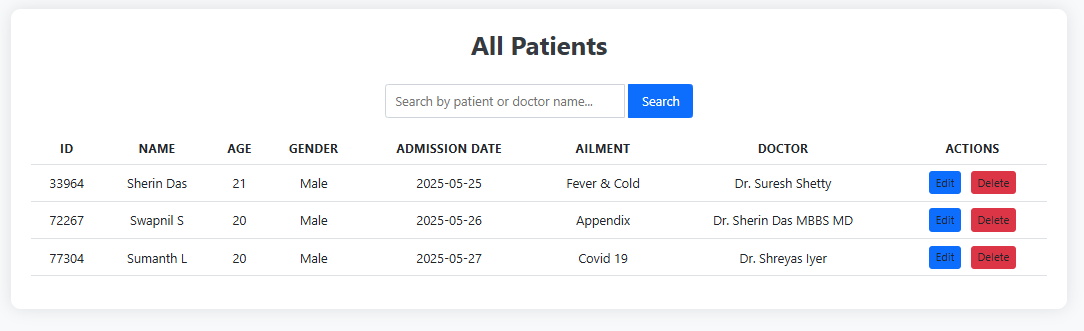 All Patients
Search by patient or doctor name... Search
ID NAME AGE GENDER ADMISSION DATE AILMENT DOCTOR ACTIONS
33964 Sherin Das 21 Male 2025-05-25 Fever & Cold Dr. Suresh Shetty Edit Delete
72267 Swapnil S 20 Male 2025-05-26 Appendix Dr. Sherin Das MBBS MD Edit Delete
77304 Sumanth L 20 Male 2025-05-27 Covid 19 Dr. Shreyas Iyer Edit Delete